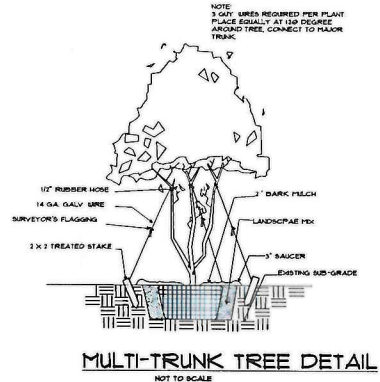 NOTE:
3 GUY WIRES REQUIRED PER PLANT
PLACE EQUALLY AT 120 DEGREE
AROUND TREE, CONNECT TO MAJOR
TRUNK
1/2" RUBBER HOSE
14 GA. GALV WIRE
SURVEYOR'S FLAGGING
2 X 2 TREATED STAKE
2" BARK MULCH
LANDSCPAE MIX
3" SAUCER
EXISTING SUB-GRADE
MULTI-TRUNK TREE DETAIL
NOT TO SCALE